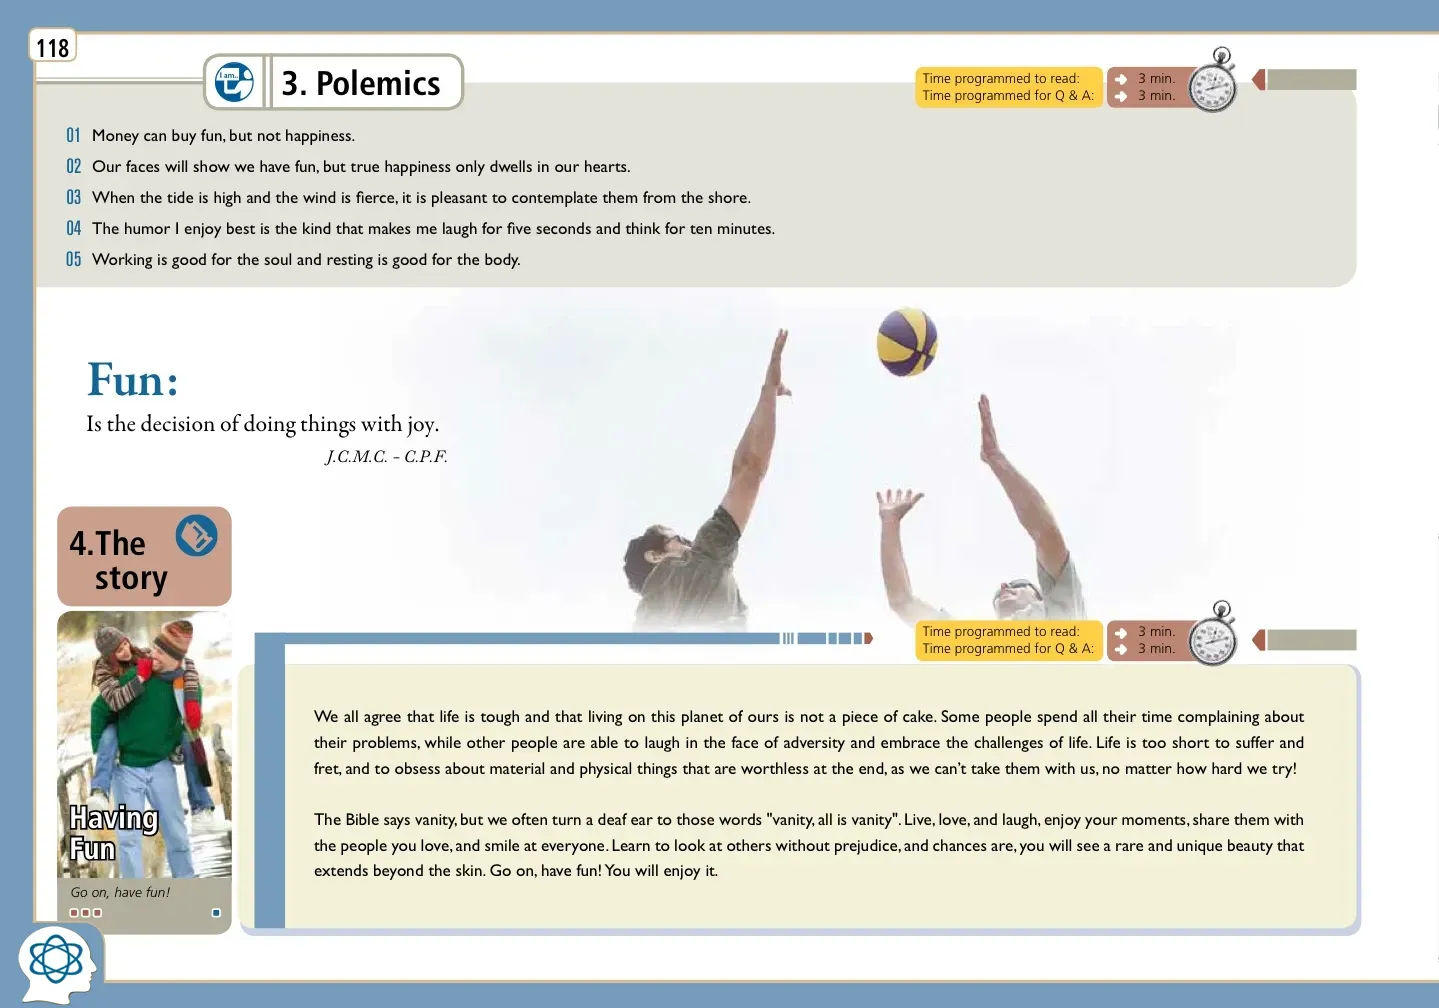 118
I am...
3. Polemics
Time programmed to read: 3 min.
Time programmed for Q & A: 3 min.
01 Money can buy fun, but not happiness.
02 Our faces will show we have fun, but true happiness only dwells in our hearts.
03 When the tide is high and the wind is fierce, it is pleasant to contemplate them from the shore.
04 The humor I enjoy best is the kind that makes me laugh for five seconds and think for ten minutes.
05 Working is good for the soul and resting is good for the body.
Fun:
Is the decision of doing things with joy.
J.C.M.C. – C.P.F.
4. The
story
Having
Fun
Go on, have fun!
Time programmed to read: 3 min.
Time programmed for Q & A: 3 min.
We all agree that life is tough and that living on this planet of ours is not a piece of cake. Some people spend all their time complaining about
their problems, while other people are able to laugh in the face of adversity and embrace the challenges of life. Life is too short to suffer and
fret, and to obsess about material and physical things that are worthless at the end, as we can't take them with us, no matter how hard we try!
The Bible says vanity, but we often turn a deaf ear to those words "vanity, all is vanity". Live, love, and laugh, enjoy your moments, share them with
the people you love, and smile at everyone. Learn to look at others without prejudice, and chances are, you will see a rare and unique beauty that
extends beyond the skin. Go on, have fun! You will enjoy it.